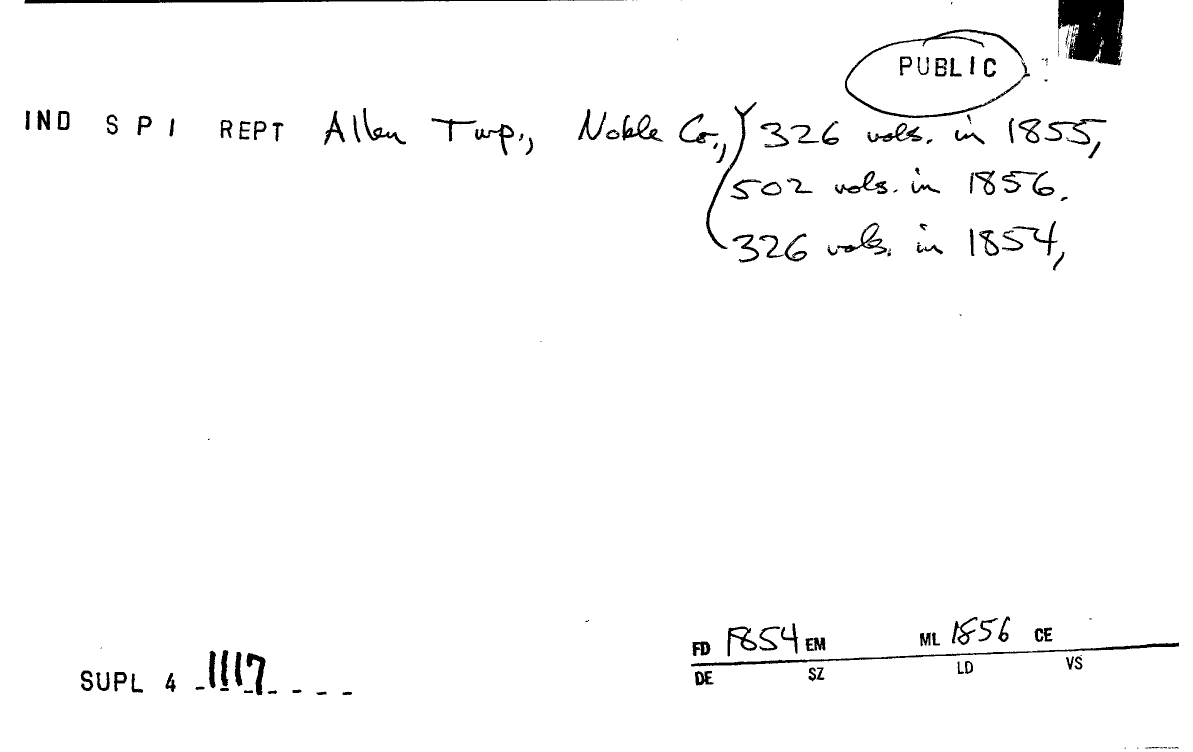 PUBLIC
IND S P I REPT Allen Twp., Noble Co., 326 vols. in 1855,
502 vols. in 1856.
326 vols. in 1854,
FD 1854 EM ML 1856 CE
DE SZ LD VS
SUPL 4 _1117_ _ _ _